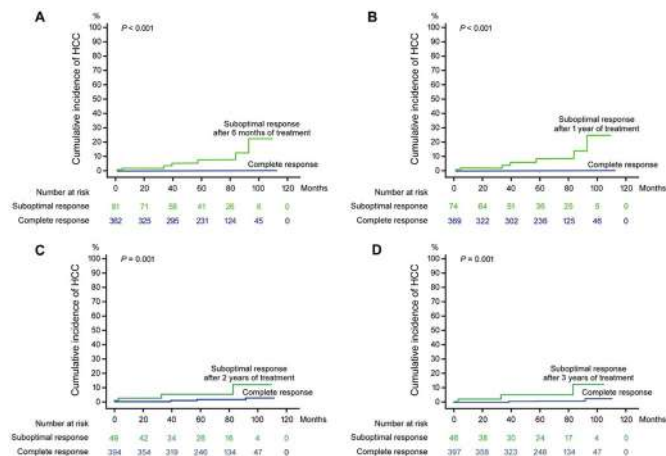 A
%
P < 0.001
Cumulative incidence of HCC
100
90
80
70
60
50
40
30
20
10
0
Suboptimal response
after 6 months of treatment
Complete response
0 20 40 60 80 100 120 Months
Number at risk
Suboptimal response 81 71 58 41 26 6 0
Complete response 362 325 295 231 124 45 0
B
%
P < 0.001
Cumulative incidence of HCC
100
90
80
70
60
50
40
30
20
10
0
Suboptimal response
after 1 year of treatment
Complete response
0 20 40 60 80 100 120 Months
Number at risk
Suboptimal response 74 64 51 36 25 5 0
Complete response 369 322 302 236 125 46 0
C
%
P = 0.001
Cumulative incidence of HCC
100
90
80
70
60
50
40
30
20
10
0
Suboptimal response
after 2 years of treatment
Complete response
0 20 40 60 80 100 120 Months
Number at risk
Suboptimal response 49 42 34 26 16 4 0
Complete response 394 354 319 246 134 47 0
D
%
P = 0.001
Cumulative incidence of HCC
100
90
80
70
60
50
40
30
20
10
0
Suboptimal response
after 3 years of treatment
Complete response
0 20 40 60 80 100 120 Months
Number at risk
Suboptimal response 46 38 30 24 17 4 0
Complete response 397 358 323 248 134 47 0